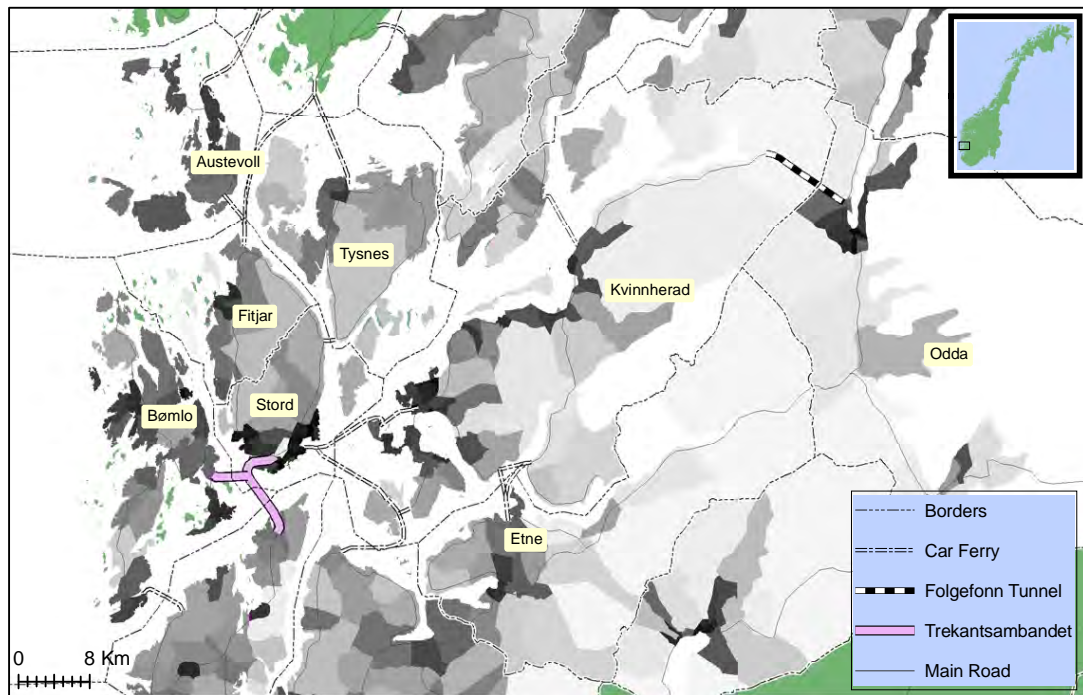 Austevoll
Tysnes
Kvinnherad
Fitjar
Odda
Bømlo
Stord
Etne
0 8 Km
Borders
Car Ferry
Folgefonn Tunnel
Trekantsambandet
Main Road